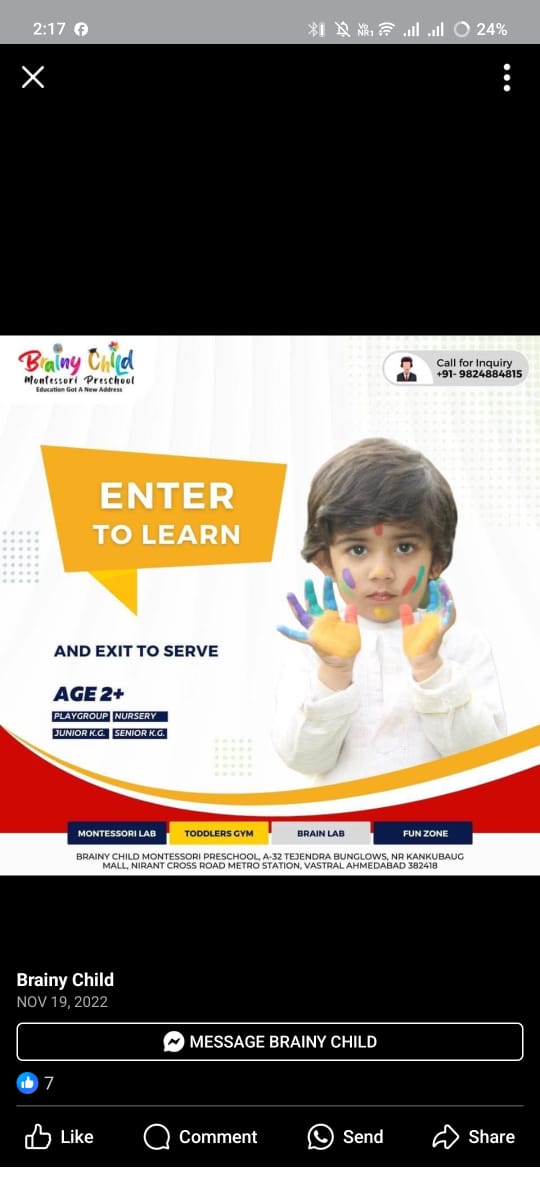 2:17
VoNR1
24%
Brainy Child
Montessori Preschool
Education Got A New Address
Call for Inquiry
+91- 9824884815
ENTER
TO LEARN
AND EXIT TO SERVE
AGE 2+
PLAYGROUP NURSERY
JUNIOR K.G. SENIOR K.G.
MONTESSORI LAB TODDLERS GYM BRAIN LAB FUN ZONE
BRAINY CHILD MONTESSORI PRESCHOOL, A-32 TEJENDRA BUNGLOWS, NR KANKUBAUG
MALL, NIRANT CROSS ROAD METRO STATION, VASTRAL AHMEDABAD 382418
Brainy Child
NOV 19, 2022
MESSAGE BRAINY CHILD
7
Like Comment Send Share